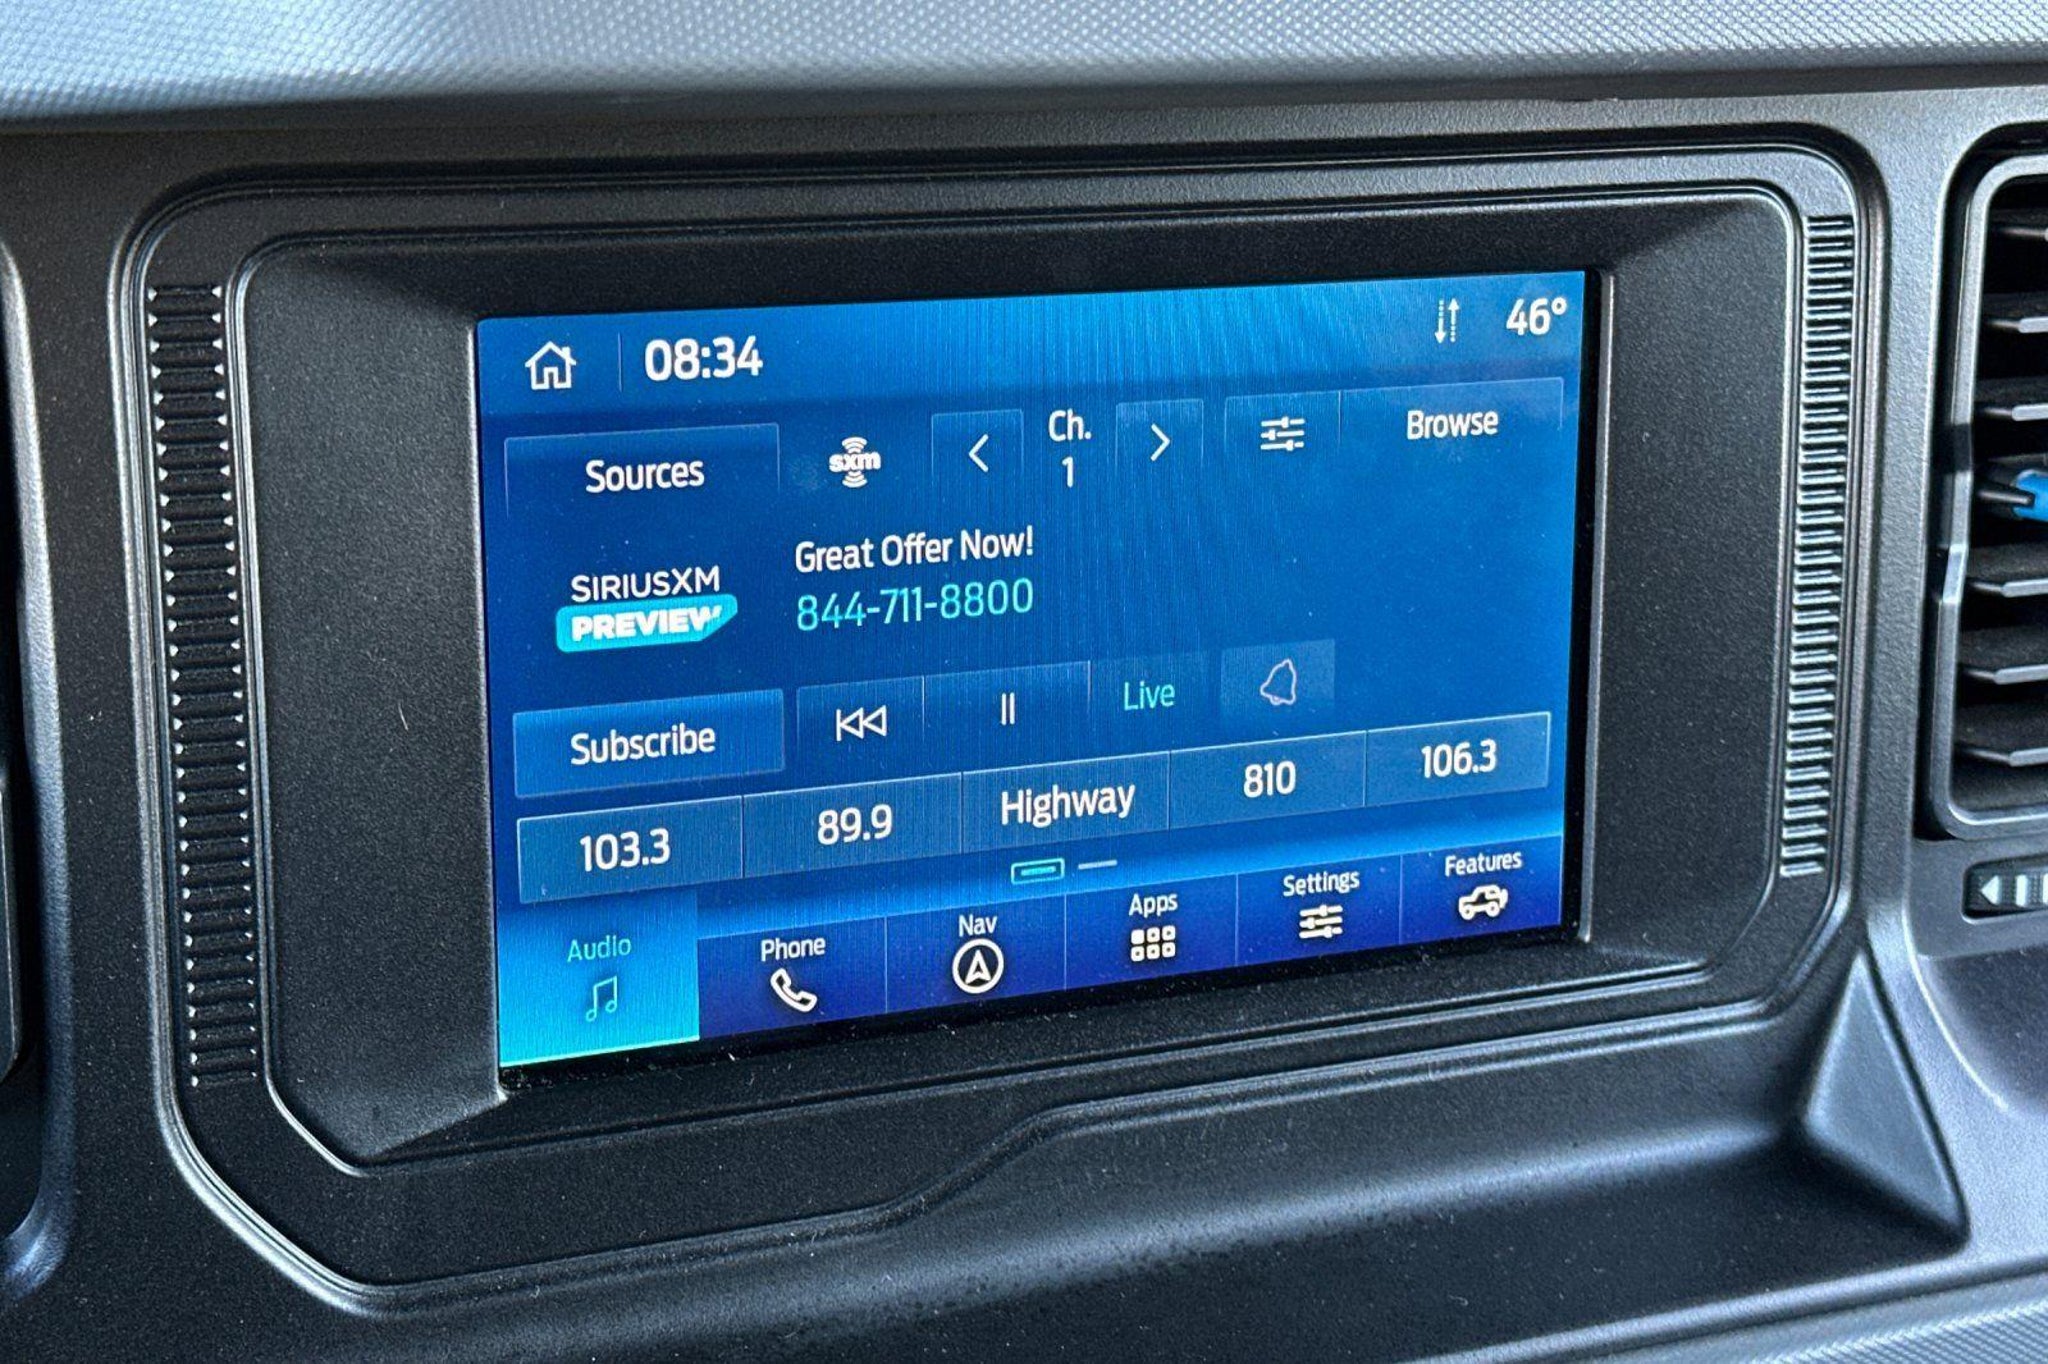 08:34
46°
Sources
sxm
Ch.
1
Browse
SIRIUSXM
PREVIEW
Great Offer Now!
844-711-8800
Subscribe
Live
103.3
89.9
Highway
810
106.3
Audio
Phone
Nav
Apps
Settings
Features